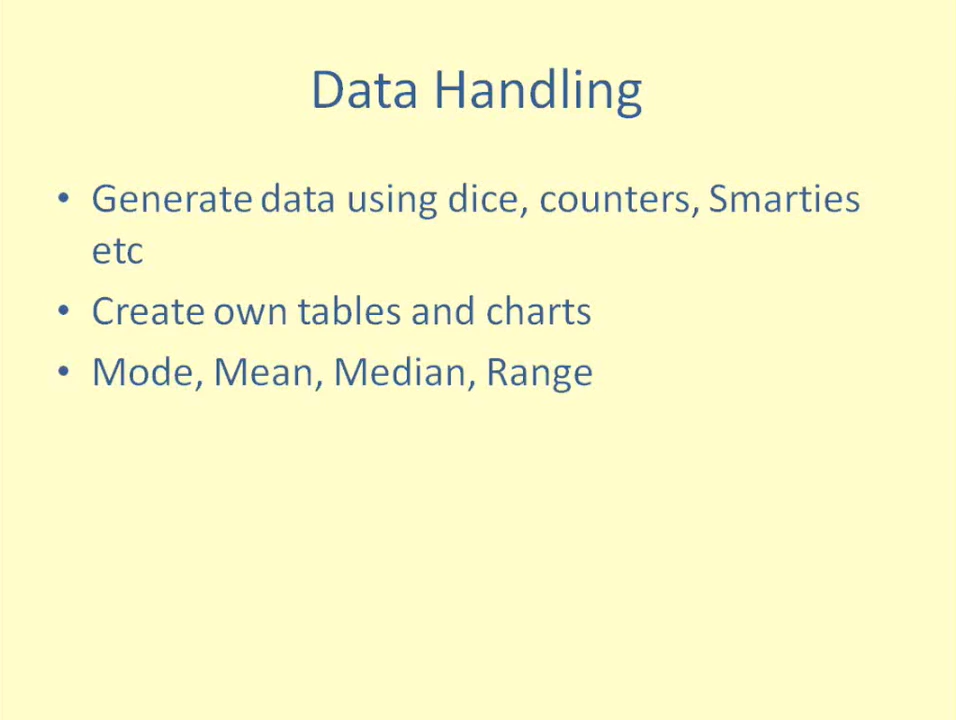 Data Handling
• Generate data using dice, counters, Smarties
etc
• Create own tables and charts
• Mode, Mean, Median, Range